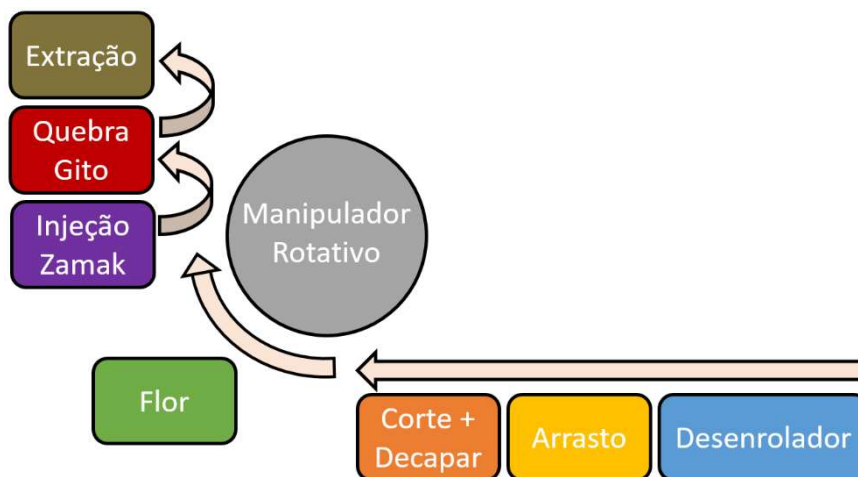 Extração
Quebra
Gito
Injeção
Zamak
Manipulador
Rotativo
Flor
Corte +
Decapar
Arrasto
Desenrolador